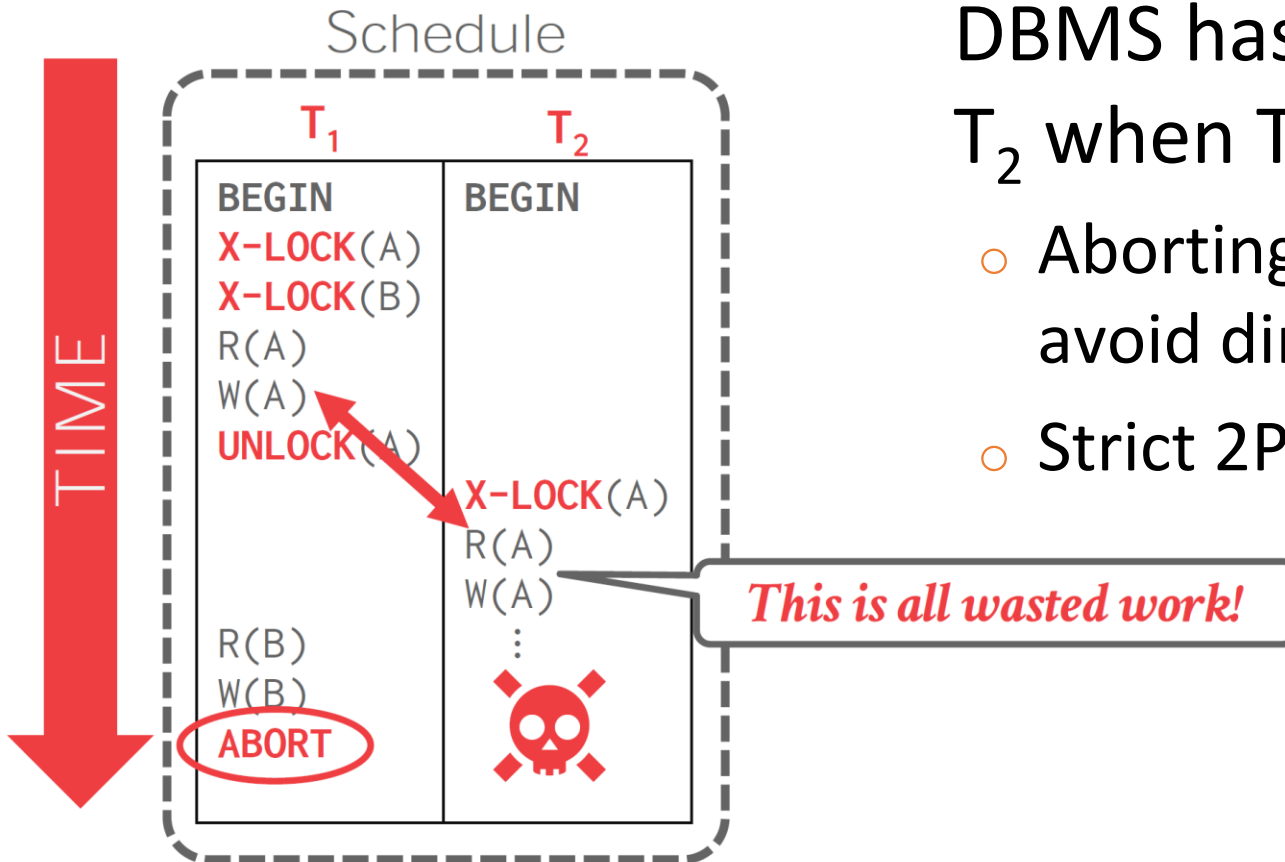 Schedule
TIME
T₁ T₂
BEGIN BEGIN
X-LOCK(A)
X-LOCK(B)
R(A)
W(A)
UNLOCK(A)
X-LOCK(A)
R(A)
W(A)
⋮
R(B)
W(B)
ABORT
This is all wasted work!
DBMS has
T₂ when T
○ Aborting
avoid di
○ Strict 2P